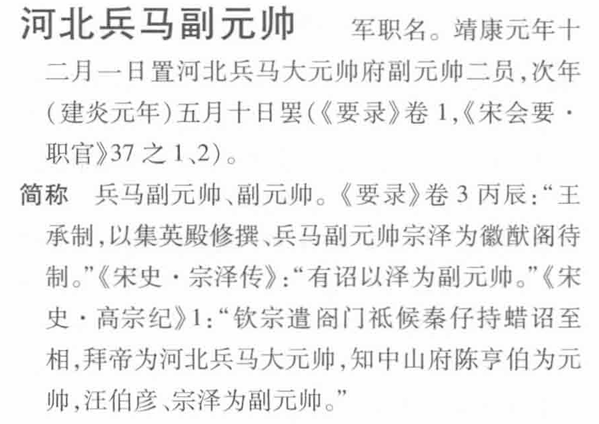 河北兵马副元帅 军职名。靖康元年十
二月一日置河北兵马大元帅府副元帅二员,次年
(建炎元年)五月十日罢(《要录》卷1,《宋会要·
职官》37之1、2)。
简称 兵马副元帅、副元帅。《要录》卷3丙辰:“王
承制,以集英殿修撰、兵马副元帅宗泽为徽猷阁待
制。”《宋史·宗泽传》:“有诏以泽为副元帅。”《宋
史·高宗纪》1:“钦宗遣阁门祗候秦仔持蜡诏至
相,拜帝为河北兵马大元帅,知中山府陈亨伯为元
帅,汪伯彦、宗泽为副元帅。”